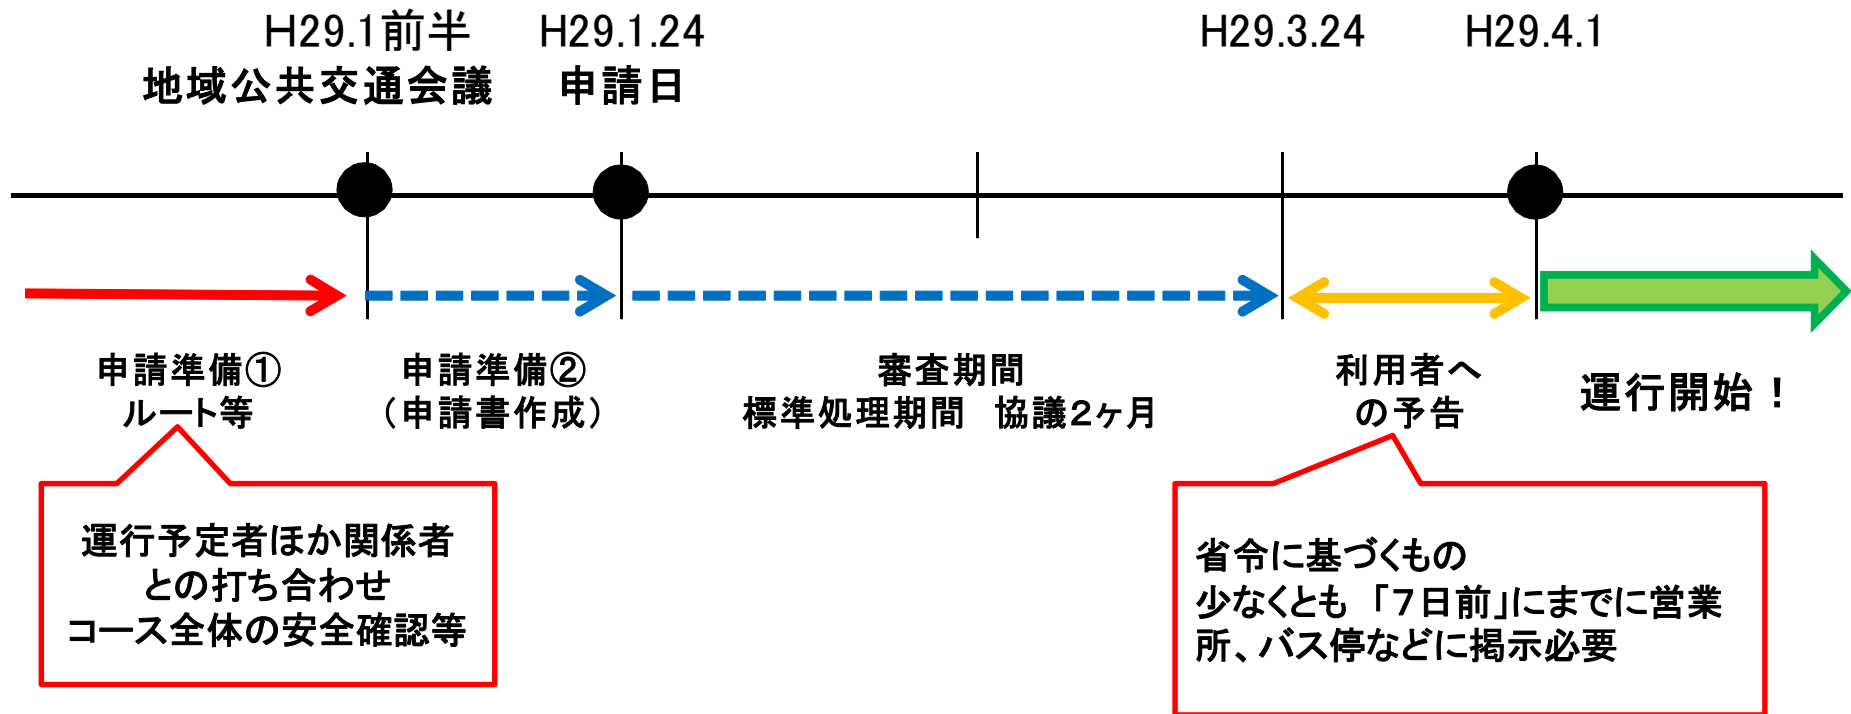 H29.1前半
地域公共交通会議
H29.1.24
申請日
H29.3.24
H29.4.1
申請準備①
ルート等
申請準備②
（申請書作成）
審査期間
標準処理期間　協議2ヶ月
利用者へ
の予告
運行開始！
運行予定者ほか関係者
との打ち合わせ
コース全体の安全確認等
省令に基づくもの
少なくとも　「7日前」にまでに営業
所、バス停などに掲示必要